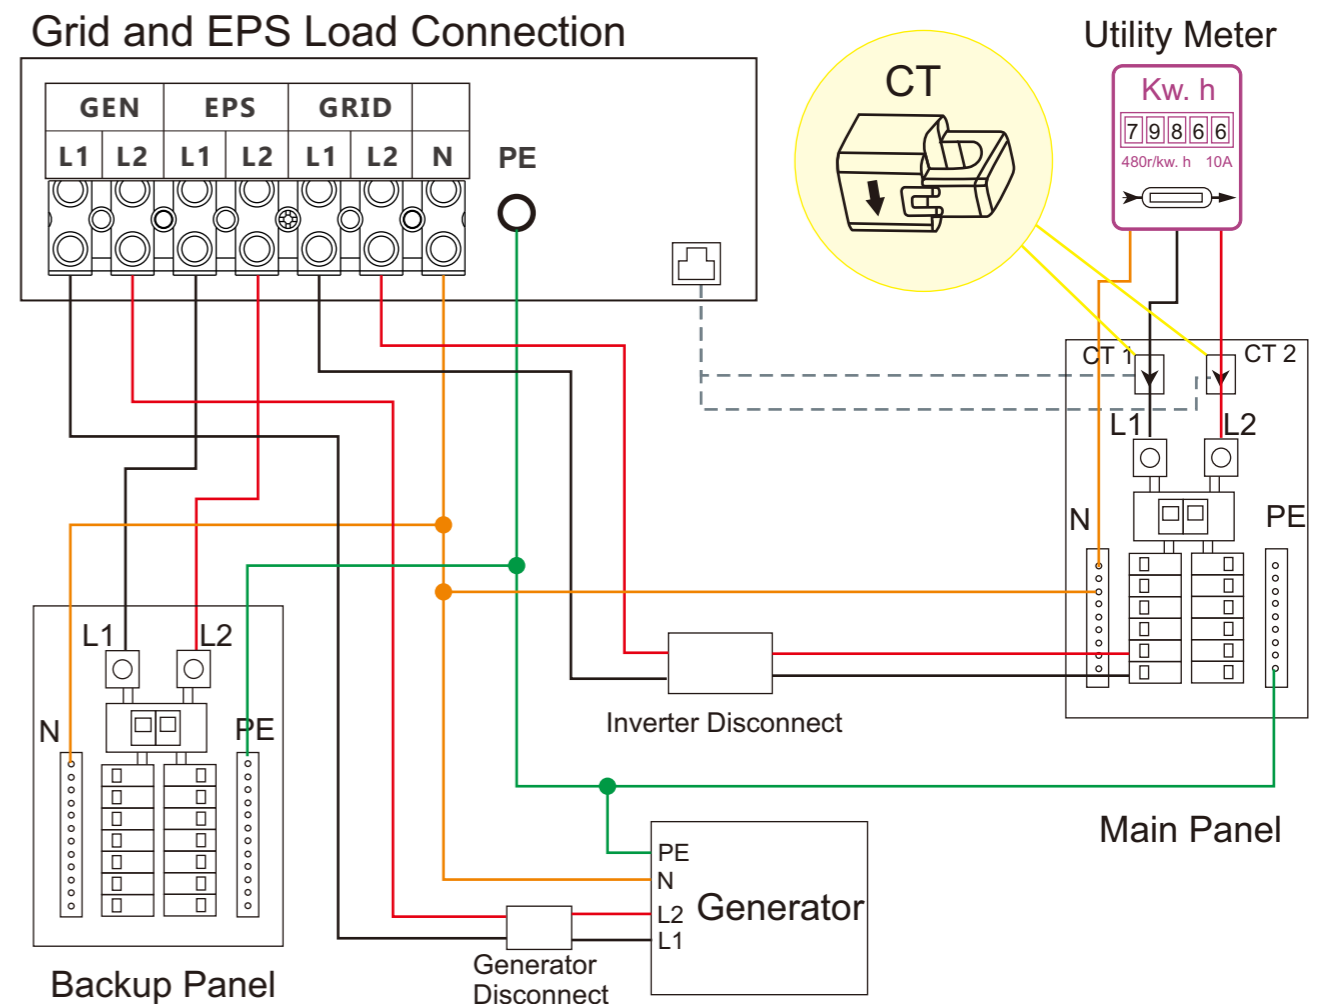 Grid and EPS Load Connection
Utility Meter
CT
Kw. h
79866
480r/kw. h 10A
GEN EPS GRID
L1 L2 L1 L2 L1 L2 N PE
CT 1 CT 2
L1 L2
N PE
L1 L2
N PE
Inverter Disconnect
Main Panel
PE
N
L2
L1
Generator
Generator
Disconnect
Backup Panel